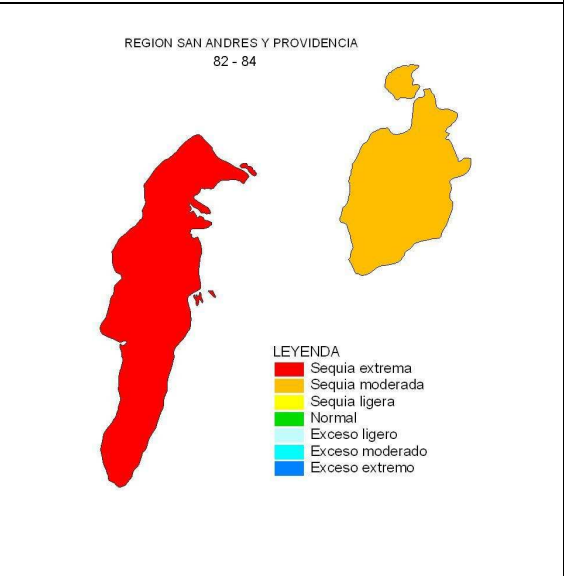 REGION SAN ANDRES Y PROVIDENCIA
82 - 84
LEYENDA
Sequia extrema
Sequia moderada
Sequia ligera
Normal
Exceso ligero
Exceso moderado
Exceso extremo